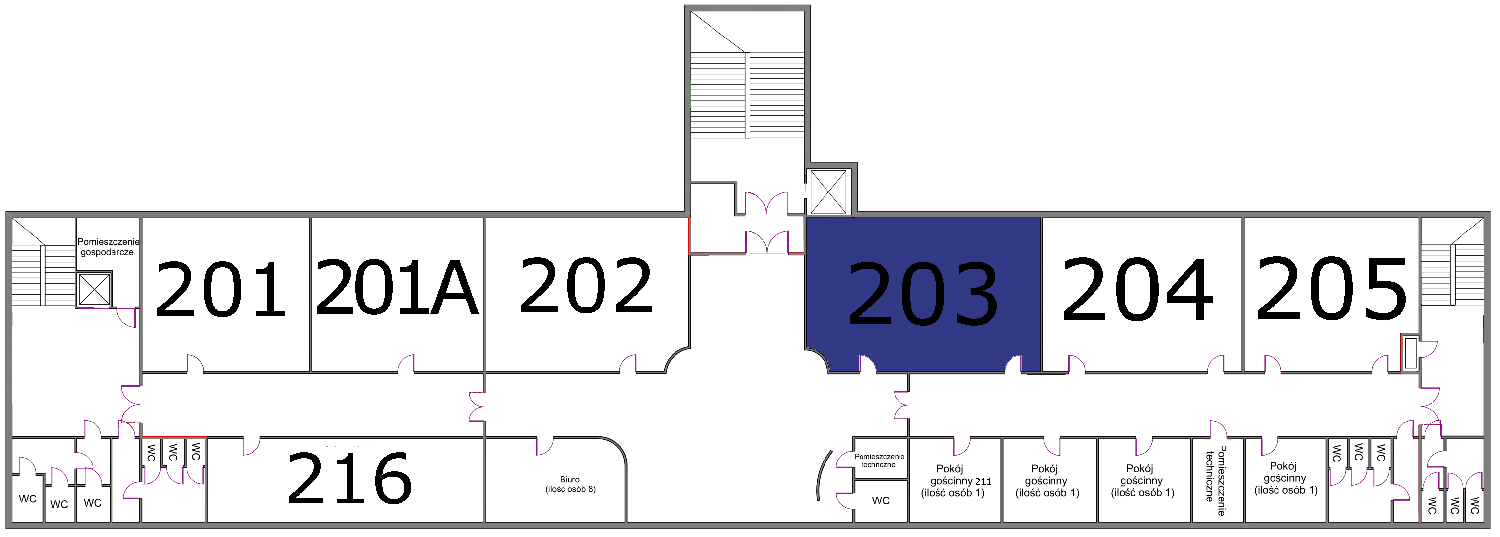 Pomieszczenie
gospodarcze
201
201A
202
203
204
205
WC
WC
WC
WC
WC
WC
216
Biuro
(ilość osób 8)
Pomieszczenie
techniczne
WC
Pokój
gościnny 211
(ilość osób 1)
Pokój
gościnny
(ilość osób 1)
Pokój
gościnny
(ilość osób 1)
Pomieszczenie
techniczne
Pokój
gościnny
(ilość osób 1)
WC
WC
WC
WC
WC
WC